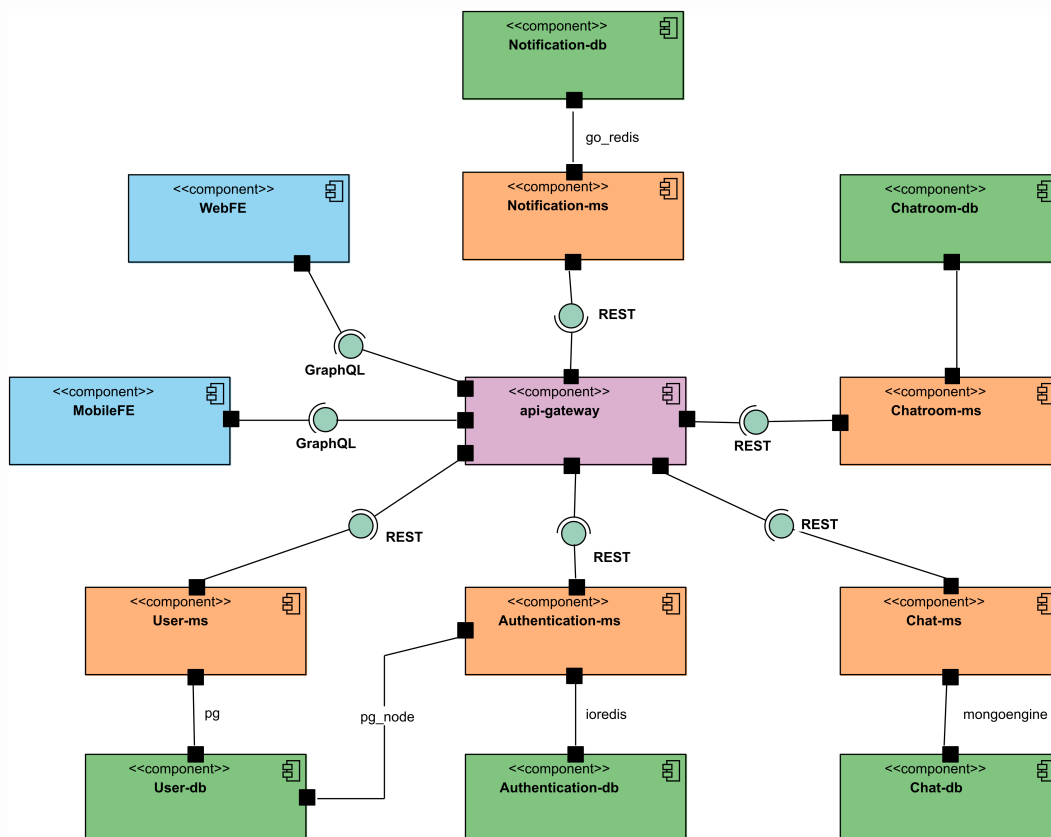 <<component>>
Notification-db
go_redis
<<component>>
WebFE
<<component>>
Notification-ms
<<component>>
Chatroom-db
REST
GraphQL
<<component>>
MobileFE
GraphQL
<<component>>
api-gateway
REST
<<component>>
Chatroom-ms
REST
REST
REST
<<component>>
User-ms
<<component>>
Authentication-ms
<<component>>
Chat-ms
pg
pg_node
ioredis
mongoengine
<<component>>
User-db
<<component>>
Authentication-db
<<component>>
Chat-db